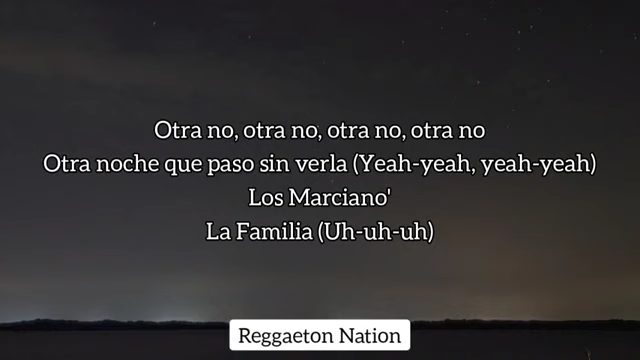 Otra no, otra no, otra no, otra no
Otra noche que paso sin verla (Yeah-yeah, yeah-yeah)
Los Marciano'
La Familia (Uh-uh-uh)
Reggaeton Nation